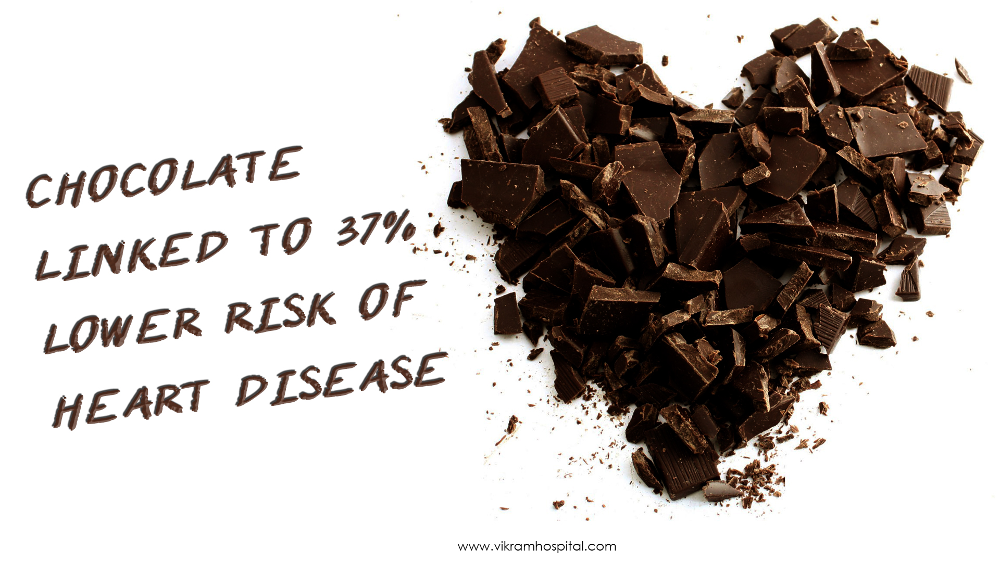 CHOCOLATE
LINKED TO 37%
LOWER RISK OF
HEART DISEASE
www.vikramhospital.com